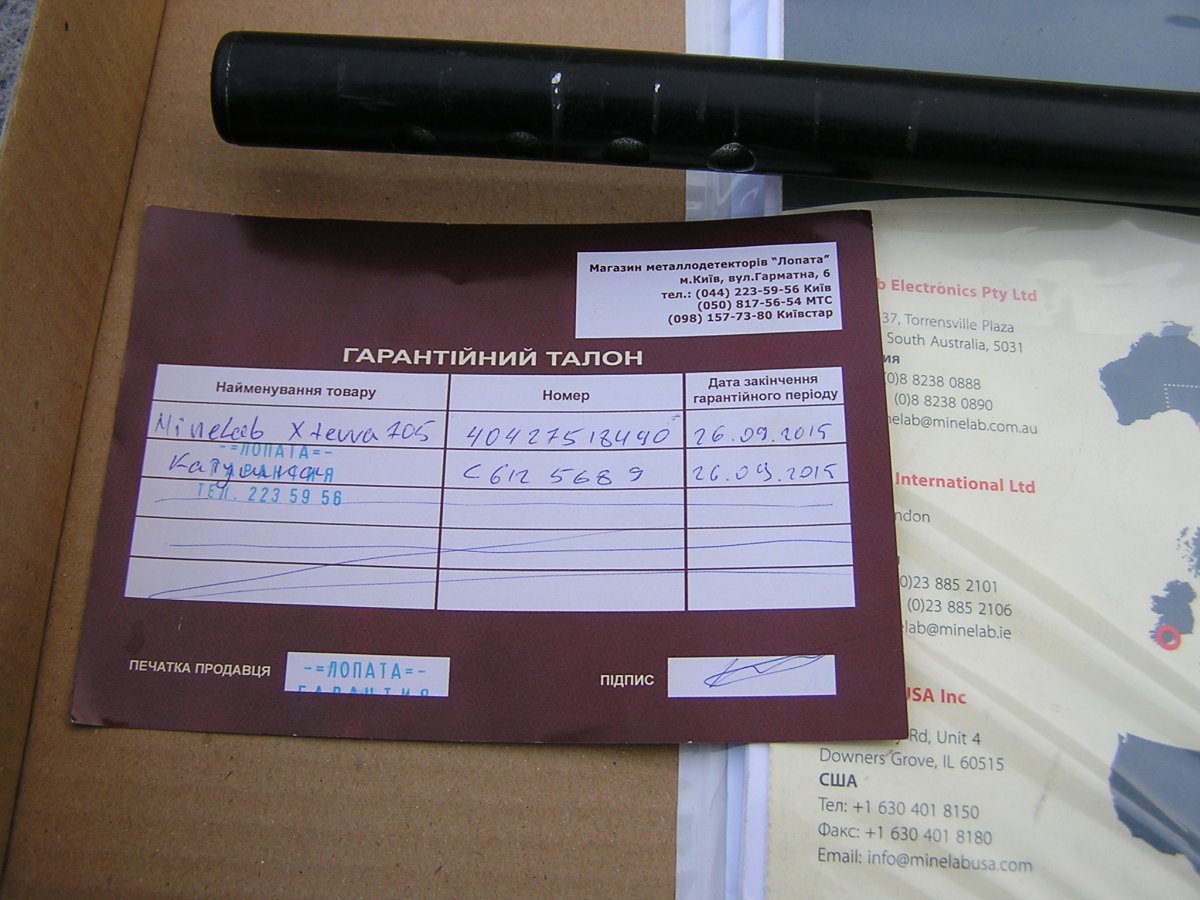 Магазин металлодетекторів "Лопата"
м.Київ, вул.Гарматна, 6
тел.: (044) 223-59-56 Київ
(050) 817-56-54 МТС
(098) 157-73-80 Київстар
ГАРАНТІЙНИЙ ТАЛОН
Найменування товару Номер Дата закінчення гарантійного періоду
Minelab Xterra 705 40427518440 26.09.2015
Катушка C612 5689 26.09.2015
-=ЛОПАТА=-
ГАРАНТИЯ
ТЕЛ. 223 59 56
ПЕЧАТКА ПРОДАВЦЯ
-=ЛОПАТА=-
ГАРАНТИЯ
ПІДПИС
b Electronics Pty Ltd
37, Torrensville Plaza
South Australia, 5031
ия
(0)8 8238 0888
(0)8 8238 0890
nelab@minelab.com.au
International Ltd
ndon
(0)23 885 2101
(0)23 885 2106
elab@minelab.ie
USA Inc
Rd, Unit 4
Downers Grove, IL 60515
США
Тел: +1 630 401 8150
Факс: +1 630 401 8180
Email: info@minelabusa.com